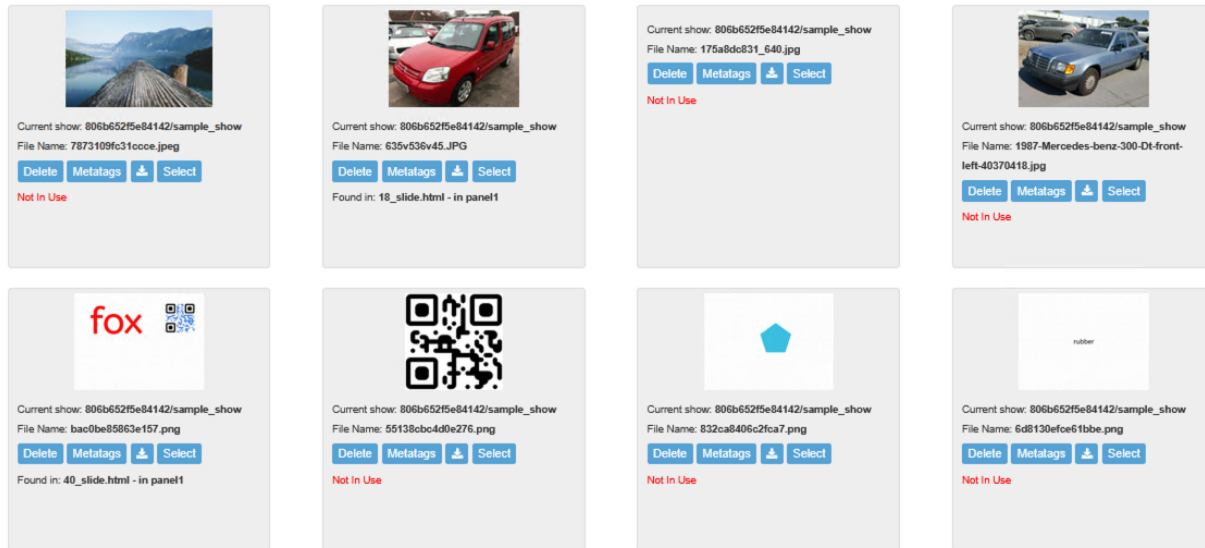 Current show: 806b652f5e84142/sample_show
File Name: 7873109fc31ccce.jpeg
Delete Metatags Select
Not In Use
Current show: 806b652f5e84142/sample_show
File Name: 635v536v45.JPG
Delete Metatags Select
Found in: 18_slide.html - in panel1
Current show: 806b652f5e84142/sample_show
File Name: 175a8dc831_640.jpg
Delete Metatags Select
Not In Use
Current show: 806b652f5e84142/sample_show
File Name: 1987-Mercedes-benz-300-Dt-front-
left-40370418.jpg
Delete Metatags Select
Not In Use
fox
Current show: 806b652f5e84142/sample_show
File Name: bac0be85863e157.png
Delete Metatags Select
Found in: 40_slide.html - in panel1
Current show: 806b652f5e84142/sample_show
File Name: 55138cbc4d0e276.png
Delete Metatags Select
Not In Use
Current show: 806b652f5e84142/sample_show
File Name: 832ca8406c2fca7.png
Delete Metatags Select
Not In Use
rubber
Current show: 806b652f5e84142/sample_show
File Name: 6d8130efce61bbe.png
Delete Metatags Select
Not In Use